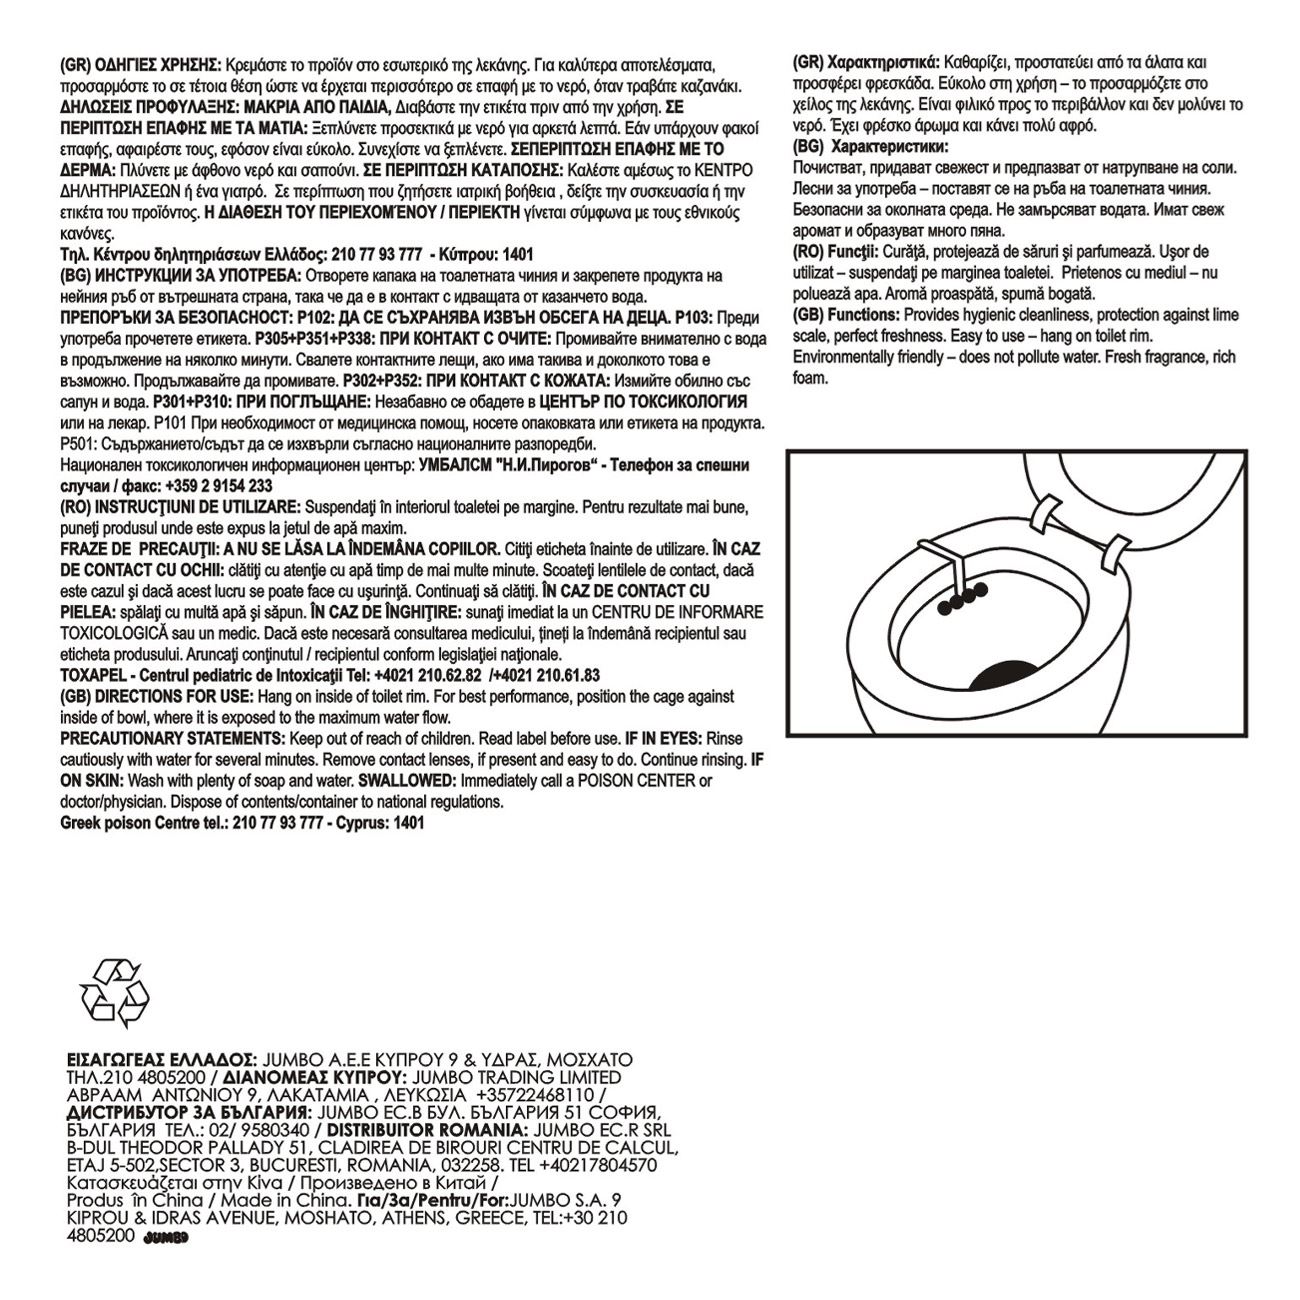 (GR) ΟΔΗΓΙΕΣ ΧΡΗΣΗΣ: Κρεμάστε το προϊόν στο εσωτερικό της λεκάνης. Για καλύτερα αποτελέσματα,
προσαρμόστε το σε τέτοια θέση ώστε να έρχεται περισσότερο σε επαφή με το νερό, όταν τραβάτε καζανάκι.
ΔΗΛΩΣΕΙΣ ΠΡΟΦΥΛΑΞΗΣ: ΜΑΚΡΙΑ ΑΠΟ ΠΑΙΔΙΑ, Διαβάστε την ετικέτα πριν από την χρήση. ΣΕ
ΠΕΡΙΠΤΩΣΗ ΕΠΑΦΗΣ ΜΕ ΤΑ ΜΑΤΙΑ: Ξεπλύνετε προσεκτικά με νερό για αρκετά λεπτά. Εάν υπάρχουν φακοί
επαφής, αφαιρέστε τους, εφόσον είναι εύκολο. Συνεχίστε να ξεπλένετε. ΣΕΠΕΡΙΠΤΩΣΗ ΕΠΑΦΗΣ ΜΕ ΤΟ
ΔΕΡΜΑ: Πλύνετε με άφθονο νερό και σαπούνι. ΣΕ ΠΕΡΙΠΤΩΣΗ ΚΑΤΑΠΟΣΗΣ: Καλέστε αμέσως το ΚΕΝΤΡΟ
ΔΗΛΗΤΗΡΙΑΣΕΩΝ ή ένα γιατρό. Σε περίπτωση που ζητήσετε ιατρική βοήθεια , δείξτε την συσκευασία ή την
ετικέτα του προϊόντος. Η ΔΙΑΘΕΣΗ ΤΟΥ ΠΕΡΙΕΧΟΜΈΝΟΥ / ΠΕΡΙΕΚΤΗ γίνεται σύμφωνα με τους εθνικούς
κανόνες.
Τηλ. Κέντρου δηλητηριάσεων Ελλάδος: 210 77 93 777 - Κύπρου: 1401
(BG) ИНСТРУКЦИИ ЗА УПОТРЕБА: Отворете капака на тоалетната чиния и закрепете продукта на
нейния ръб от вътрешната страна, така че да е в контакт с идващата от казанчето вода.
ПРЕПОРЪКИ ЗА БЕЗОПАСНОСТ: P102: ДА СЕ СЪХРАНЯВА ИЗВЪН ОБСЕГА НА ДЕЦА. P103: Преди
употреба прочетете етикета. P305+P351+P338: ПРИ КОНТАКТ С ОЧИТЕ: Промивайте внимателно с вода
в продължение на няколко минути. Свалете контактните лещи, ако има такива и доколкото това е
възможно. Продължавайте да промивате. P302+P352: ПРИ КОНТАКТ С КОЖАТА: Измийте обилно със
сапун и вода. P301+P310: ПРИ ПОГЛЪЩАНЕ: Незабавно се обадете в ЦЕНТЪР ПО ТОКСИКОЛОГИЯ
или на лекар. P101 При необходимост от медицинска помощ, носете опаковката или етикета на продукта.
P501: Съдържанието/съдът да се изхвърли съгласно националните разпоредби.
Национален токсикологичен информационен център: УМБАЛСМ "Н.И.Пирогов“ - Телефон за спешни
случаи / факс: +359 2 9154 233
(RO) INSTRUCŢIUNI DE UTILIZARE: Suspendaţi în interiorul toaletei pe margine. Pentru rezultate mai bune,
puneţi produsul unde este expus la jetul de apă maxim.
FRAZE DE PRECAUŢII: A NU SE LĂSA LA ÎNDEMÂNA COPIILOR. Citiţi eticheta înainte de utilizare. ÎN CAZ
DE CONTACT CU OCHII: clătiţi cu atenţie cu apă timp de mai multe minute. Scoateţi lentilele de contact, dacă
este cazul şi dacă acest lucru se poate face cu uşurinţă. Continuaţi să clătiţi. ÎN CAZ DE CONTACT CU
PIELEA: spălaţi cu multă apă şi săpun. ÎN CAZ DE ÎNGHIŢIRE: sunaţi imediat la un CENTRU DE INFORMARE
TOXICOLOGICĂ sau un medic. Dacă este necesară consultarea medicului, ţineţi la îndemână recipientul sau
eticheta produsului. Aruncaţi conţinutul / recipientul conform legislaţiei naţionale.
TOXAPEL - Centrul pediatric de Intoxicaţii Tel: +4021 210.62.82 /+4021 210.61.83
(GB) DIRECTIONS FOR USE: Hang on inside of toilet rim. For best performance, position the cage against
inside of bowl, where it is exposed to the maximum water flow.
PRECAUTIONARY STATEMENTS: Keep out of reach of children. Read label before use. IF IN EYES: Rinse
cautiously with water for several minutes. Remove contact lenses, if present and easy to do. Continue rinsing. IF
ON SKIN: Wash with plenty of soap and water. SWALLOWED: Immediately call a POISON CENTER or
doctor/physician. Dispose of contents/container to national regulations.
Greek poison Centre tel.: 210 77 93 777 - Cyprus: 1401
(GR) Χαρακτηριστικά: Καθαρίζει, προστατεύει από τα άλατα και
προσφέρει φρεσκάδα. Εύκολο στη χρήση – το προσαρμόζετε στο
χείλος της λεκάνης. Είναι φιλικό προς το περιβάλλον και δεν μολύνει το
νερό. Έχει φρέσκο άρωμα και κάνει πολύ αφρό.
(BG) Характеристики:
Почистват, придават свежест и предпазват от натрупване на соли.
Лесни за употреба – поставят се на ръба на тоалетната чиния.
Безопасни за околната среда. Не замърсяват водата. Имат свеж
аромат и образуват много пяна.
(RO) Funcţii: Curăţă, protejează de săruri şi parfumează. Uşor de
utilizat – suspendaţi pe marginea toaletei. Prietenos cu mediul – nu
poluează apa. Aromă proaspătă, spumă bogată.
(GB) Functions: Provides hygienic cleanliness, protection against lime
scale, perfect freshness. Easy to use – hang on toilet rim.
Environmentally friendly – does not pollute water. Fresh fragrance, rich
foam.
ΕΙΣΑΓΩΓΕΑΣ ΕΛΛΑΔΟΣ: JUMBO Α.Ε.Ε ΚΥΠΡΟΥ 9 & ΥΔΡΑΣ, ΜΟΣΧΑΤΟ
ΤΗΛ.210 4805200 / ΔΙΑΝΟΜΕΑΣ ΚΥΠΡΟΥ: JUMBO TRADING LIMITED
ΑΒΡΑΑΜ ΑΝΤΩΝΙΟΥ 9, ΛΑΚΑΤΑΜΙΑ , ΛΕΥΚΩΣΙΑ +35722468110 /
ДИСТРИБУТОР ЗА БЪЛГАРИЯ: JUMBO EC.B БУЛ. БЪЛГАРИЯ 51 СОФИЯ,
БЪЛГАРИЯ ТЕЛ.: 02/ 9580340 / DISTRIBUITOR ROMANIA: JUMBO EC.R SRL
B-DUL THEODOR PALLADY 51, CLADIREA DE BIROURI CENTRU DE CALCUL,
ETAJ 5-502,SECTOR 3, BUCURESTI, ROMANIA, 032258. TEL +40217804570
Κατασκευάζεται στην Κίνα / Произведено в Китай /
Produs în China / Made in China. Για/За/Pentru/For:JUMBO S.A. 9
KIPROU & IDRAS AVENUE, MOSHATO, ATHENS, GREECE, TEL:+30 210
4805200 JUMBO